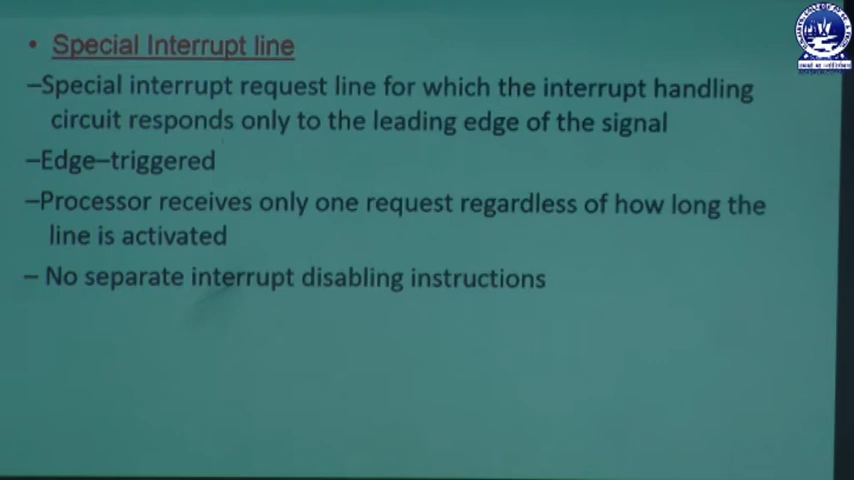 • Special Interrupt line
–Special interrupt request line for which the interrupt handling
circuit responds only to the leading edge of the signal
–Edge–triggered
–Processor receives only one request regardless of how long the
line is activated
– No separate interrupt disabling instructions